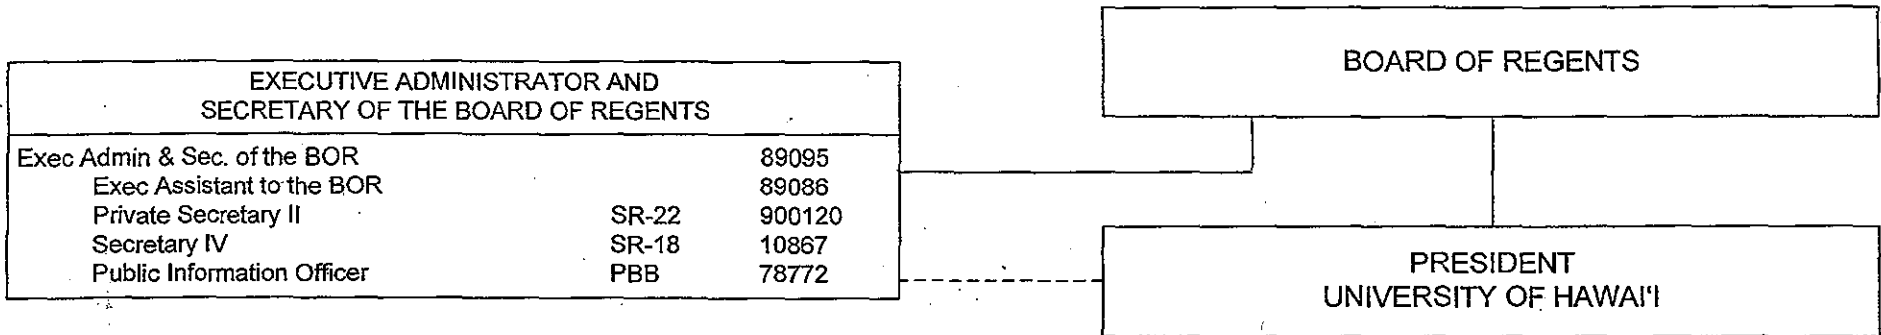 EXECUTIVE ADMINISTRATOR AND
SECRETARY OF THE BOARD OF REGENTS
Exec Admin & Sec. of the BOR 89095
Exec Assistant to the BOR 89086
Private Secretary II SR-22 900120
Secretary IV SR-18 10867
Public Information Officer PBB 78772
BOARD OF REGENTS
PRESIDENT
UNIVERSITY OF HAWAI'I